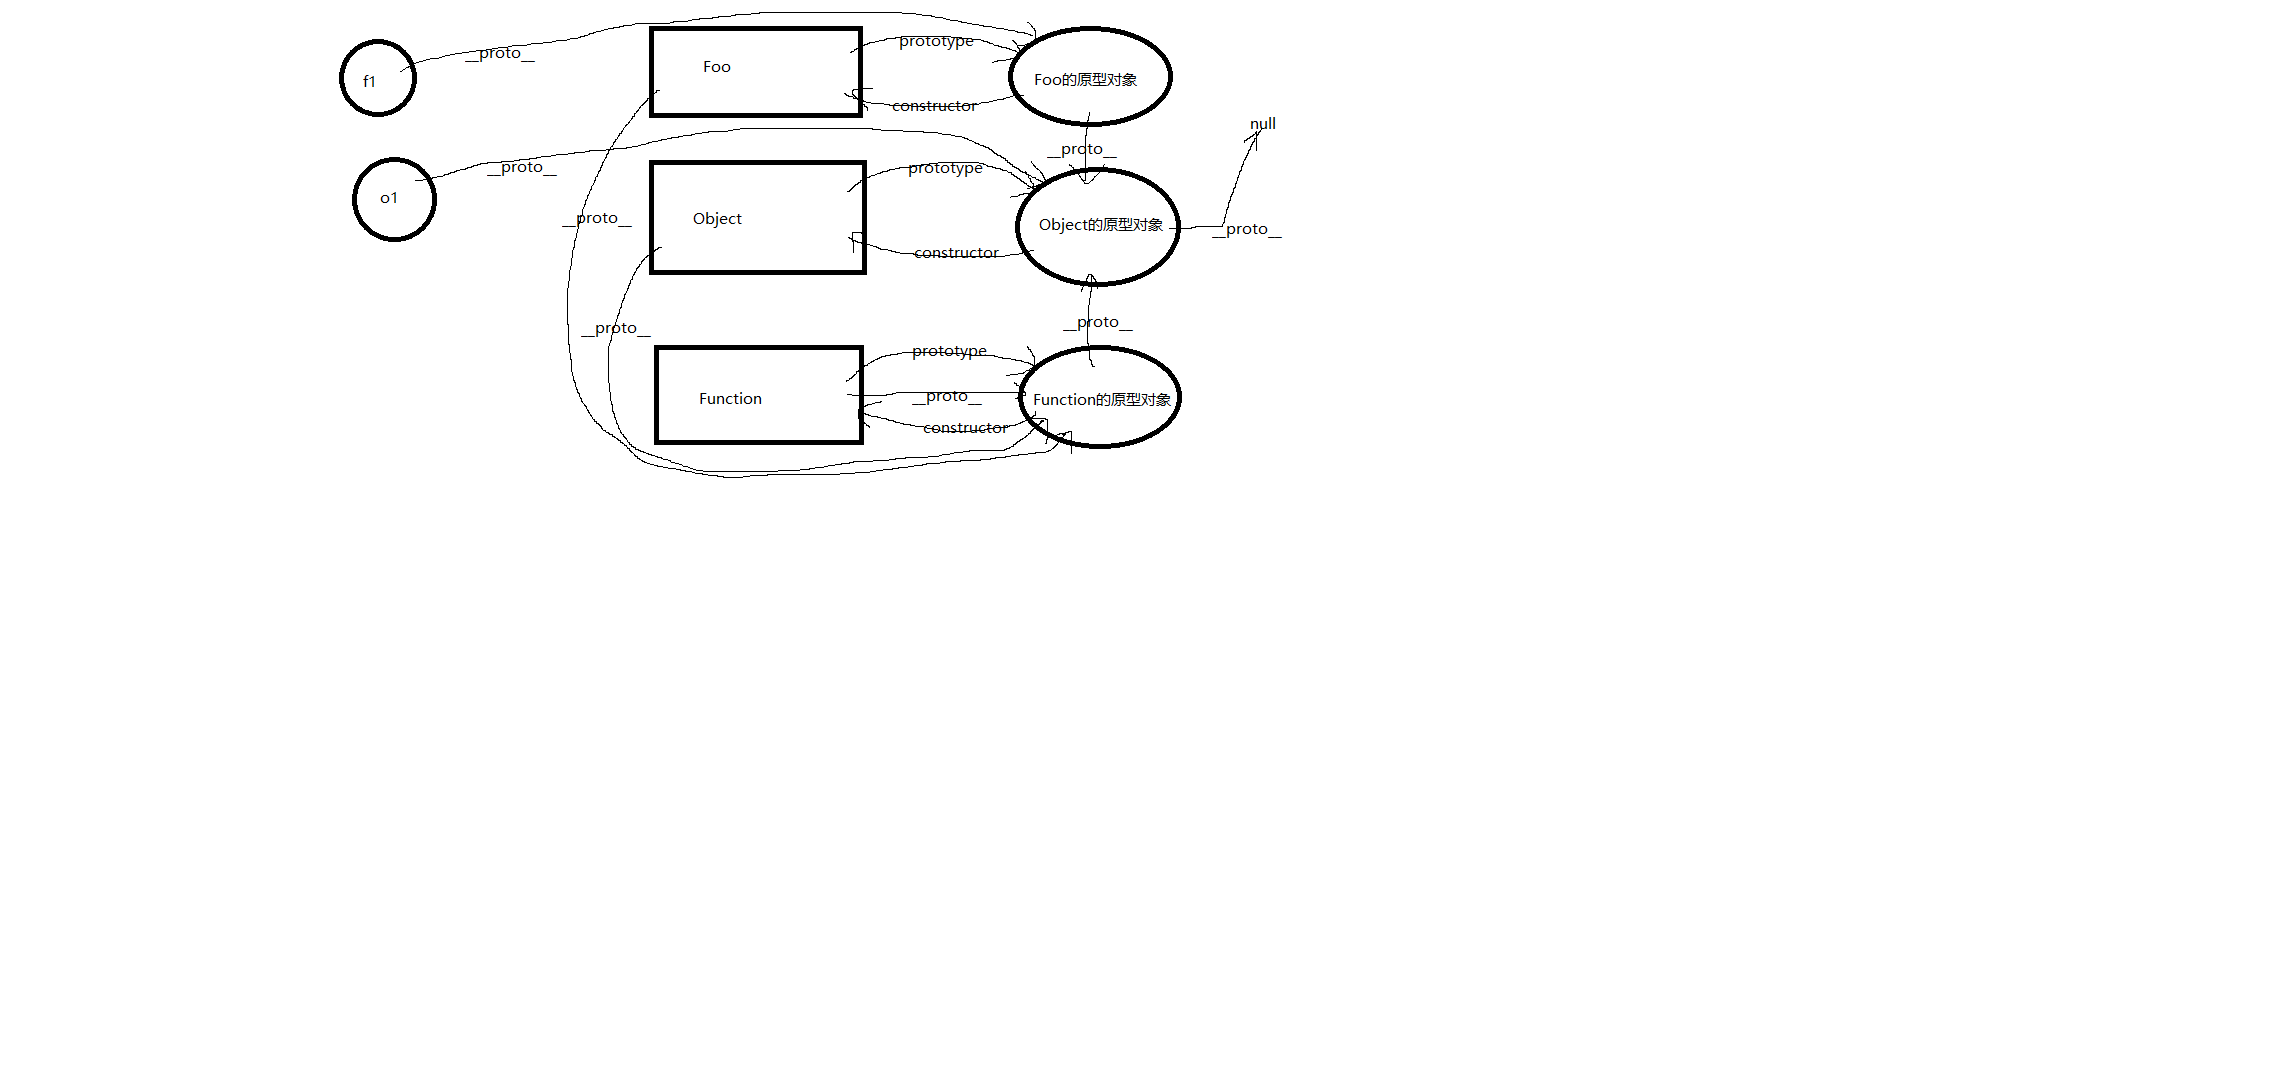 __proto__
prototype
f1
Foo
Foo的原型对象
constructor
null
__proto__
__proto__
prototype
o1
Object
Object的原型对象
__proto__
__proto__
constructor
__proto__
__proto__
prototype
Function
__proto__
Function的原型对象
constructor